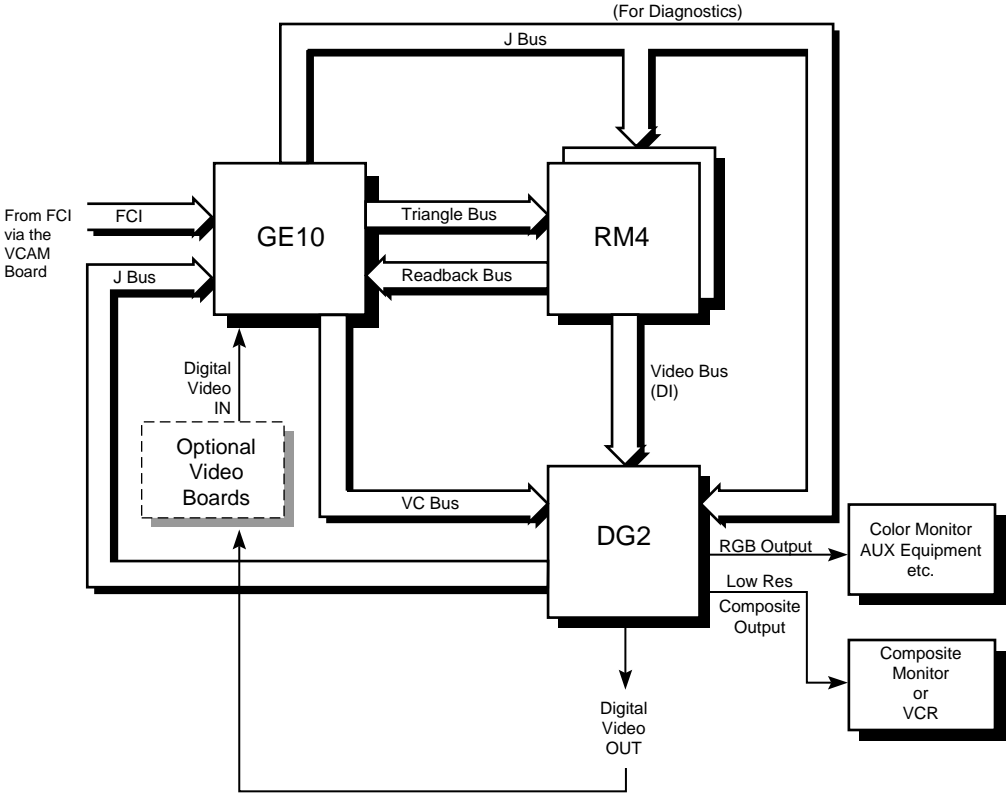 (For Diagnostics)
J Bus
From FCI
via the
VCAM
Board
FCI
GE10
Triangle Bus
RM4
J Bus
Readback Bus
Digital
Video
IN
Video Bus
(DI)
Optional
Video
Boards
VC Bus
DG2
RGB Output
Color Monitor
AUX Equipment
etc.
Low Res
Composite
Output
Composite
Monitor
or
VCR
Digital
Video
OUT